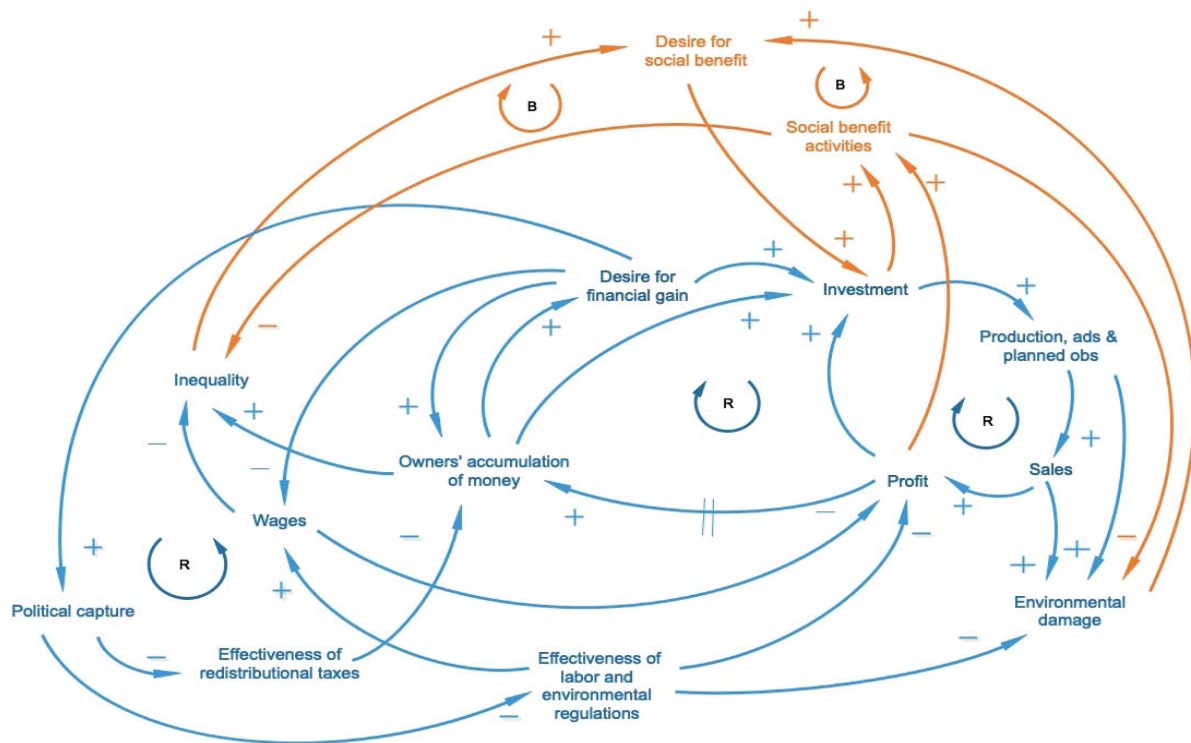 +
+
Desire for
social benefit
B
B
Social benefit
activities
+
+
+
+
Desire for
financial gain
+
Investment
+
+
+
+
Production, ads &
planned obs
–
Inequality
+
+
R
R
–
–
Owners' accumulation
of money
+
Sales
Profit
Wages
–
+
–
+
–
–
+
R
+
+
+
Political capture
Environmental
damage
–
Effectiveness of
redistributional taxes
Effectiveness of
labor and
environmental
regulations
–
–